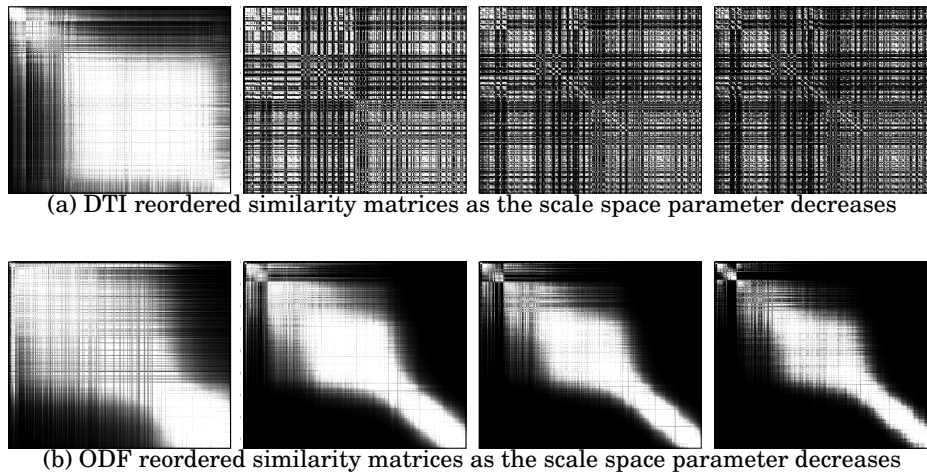 (a) DTI reordered similarity matrices as the scale space parameter decreases
(b) ODF reordered similarity matrices as the scale space parameter decreases